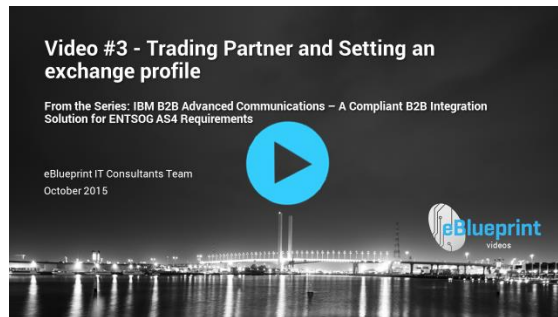 Video #3 - Trading Partner and Setting an
exchange profile
From the Series: IBM B2B Advanced Communications – A Compliant B2B Integration
Solution for ENTSOG AS4 Requirements
eBlueprint IT Consultants Team
October 2015
eBlueprint
videos